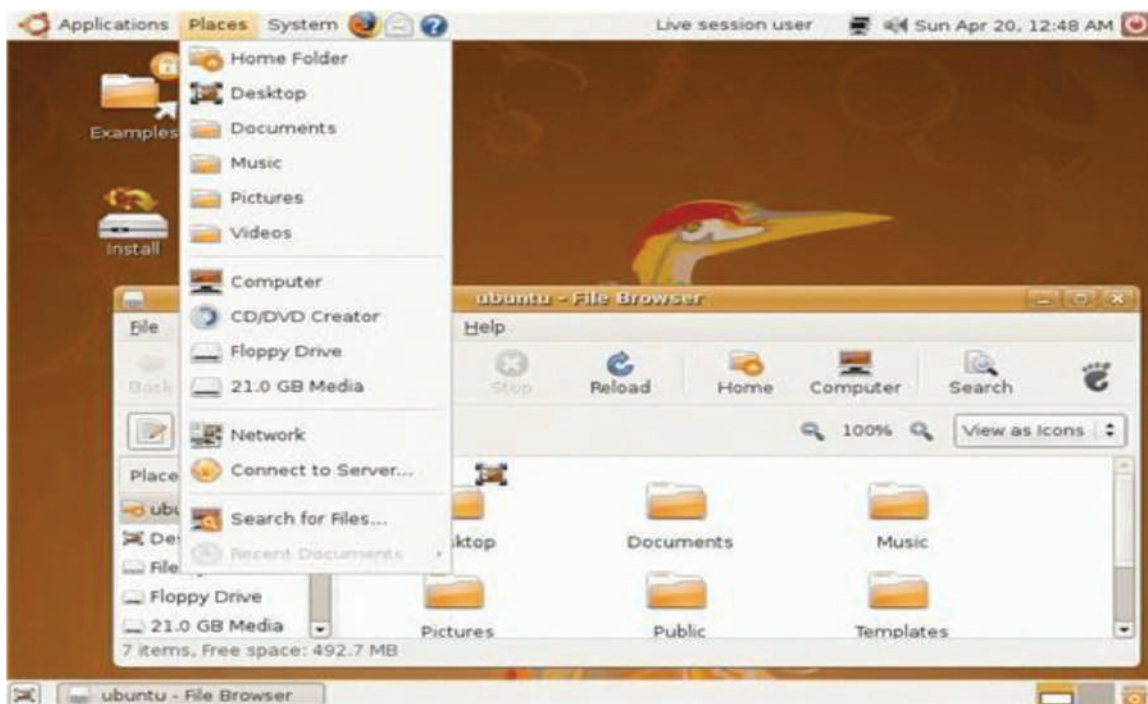 Applications Places System Live session user Sun Apr 20, 12:48 AM
Examples
Install
Home Folder
Desktop
Documents
Music
Pictures
Videos
Computer
CD/DVD Creator
Floppy Drive
21.0 GB Media
Network
Connect to Server...
Search for Files...
Recent Documents
ubuntu - File Browser
File Help
Back Stop Reload Home Computer Search
100% View as Icons
Place
ubu
De
File
Floppy Drive
21.0 GB Media
ktop Documents Music
Pictures Public Templates
7 items, Free space: 492.7 MB
ubuntu - File Browser